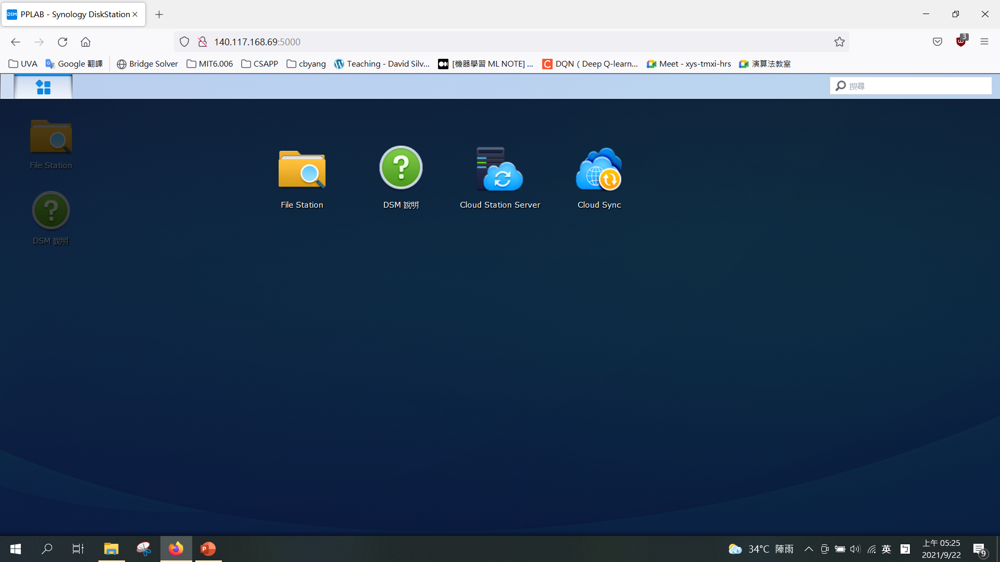 DSM PPLAB - Synology DiskStation
140.117.168.69:5000
3
UVA
Google 翻譯
Bridge Solver
MIT6.006
CSAPP
cbyang
Teaching - David Silv...
[機器學習 ML NOTE] ...
DQN ( Deep Q-learn...
Meet - xys-tmxi-hrs
演算法教室
搜尋
File Station
DSM 說明
File Station
DSM 說明
Cloud Station Server
Cloud Sync
34°C 陣雨
英
上午 05:25
2021/9/22
9